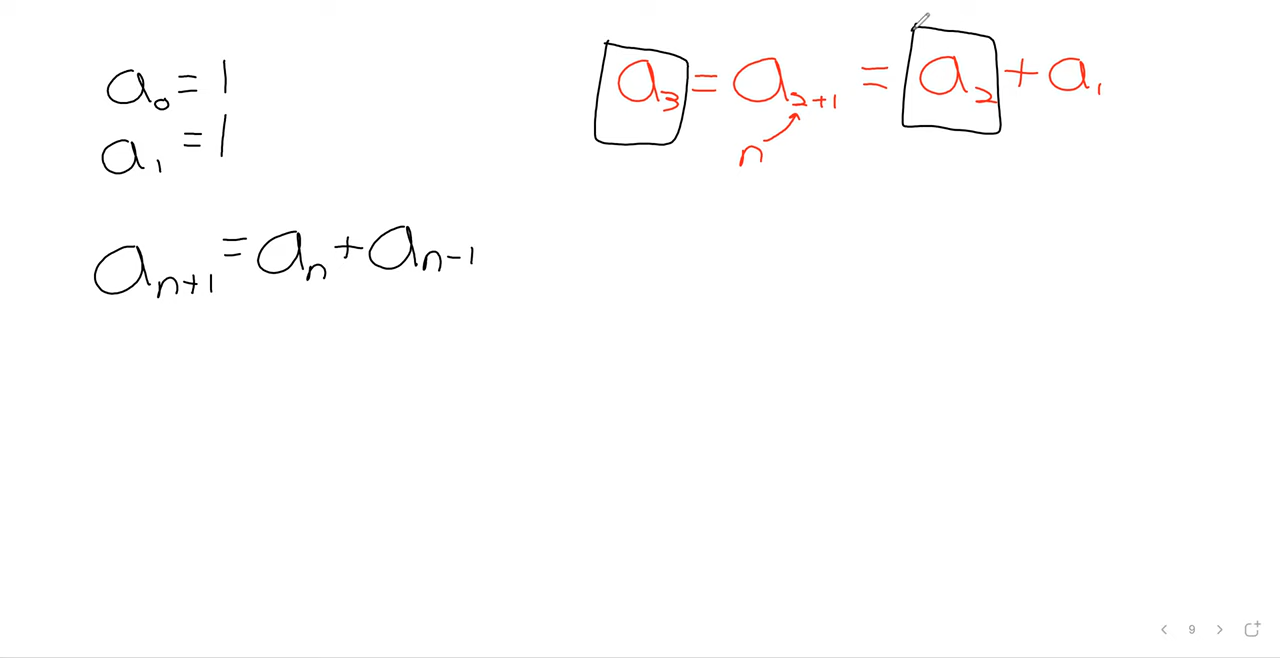 a₀ = 1
a₁ = 1
aₙ₊₁ = aₙ + aₙ₋₁
a₃ = a₂₊₁ = a₂ + a₁
n
9